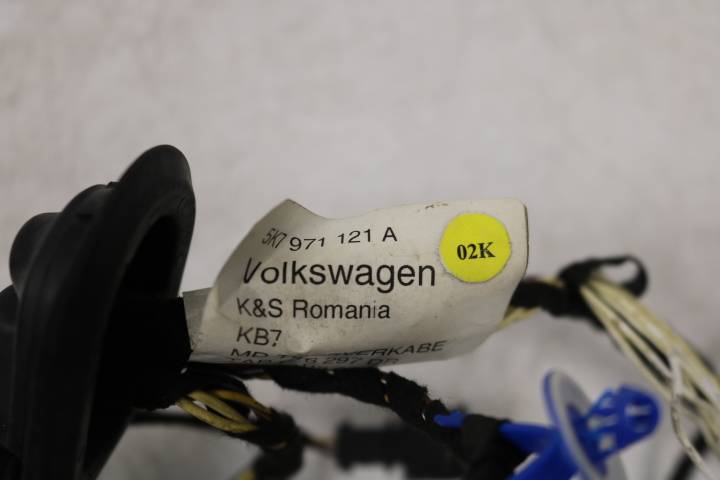 5K7 971 121 A
02K
Volkswagen
K&S Romania
KB7